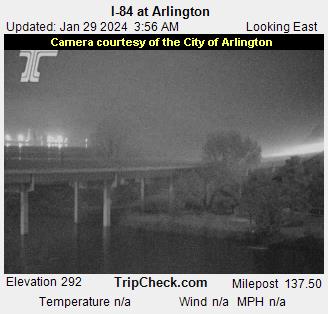 I-84 at Arlington
Updated: Jan 29 2024 3:56 AM Looking East
Camera courtesy of the City of Arlington
Elevation 292 TripCheck.com Milepost 137.50
Temperature n/a Wind n/a MPH n/a